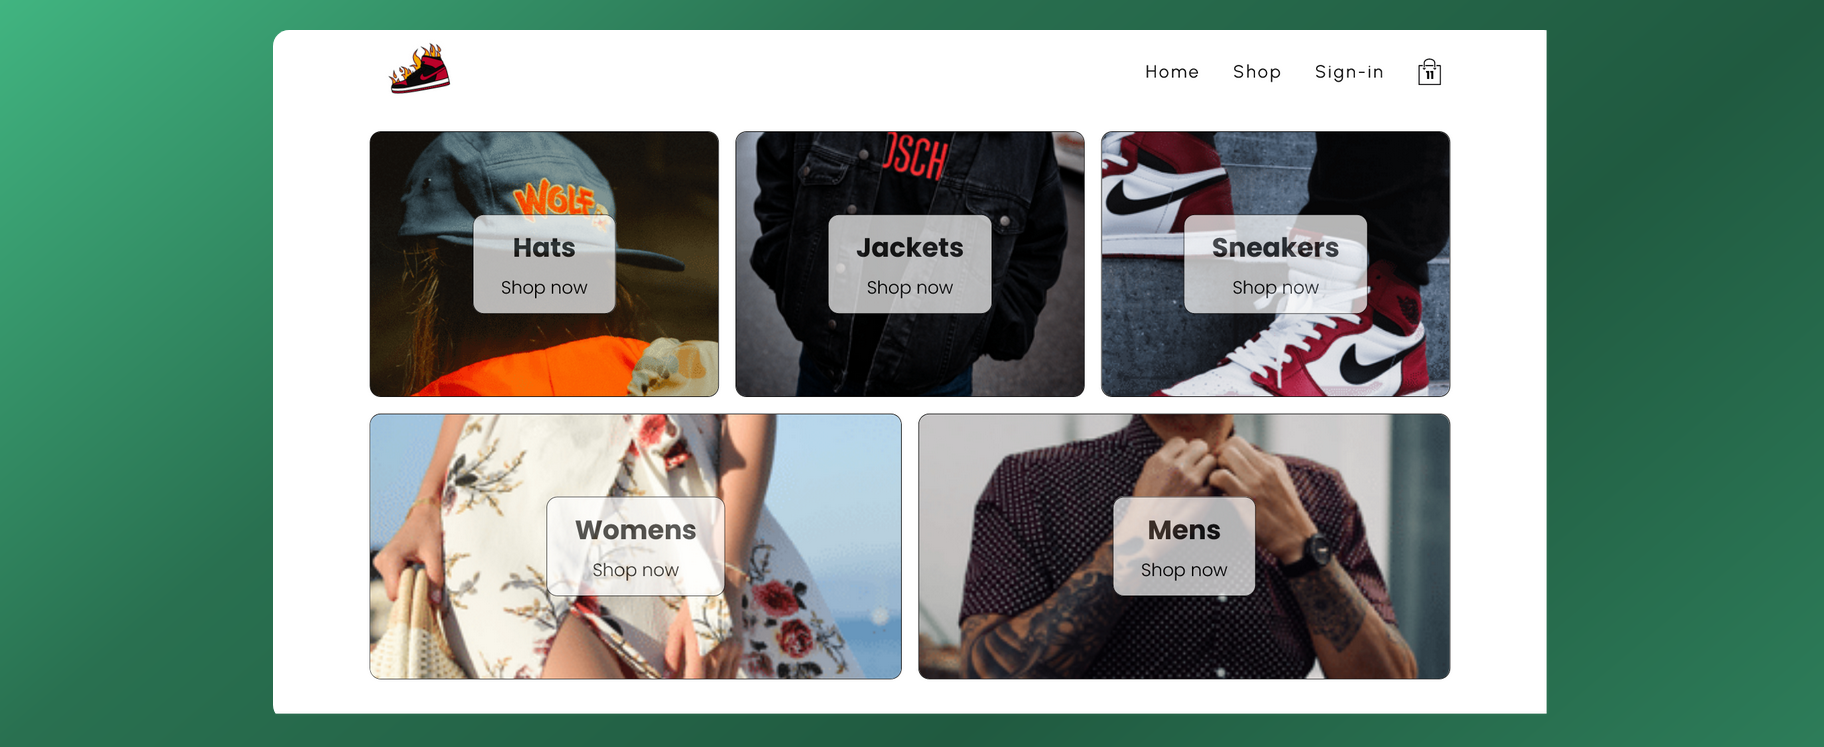 Home
Shop
Sign-in
11
WOLF
OSCH
Hats
Shop now
Jackets
Shop now
Sneakers
Shop now
Womens
Shop now
Mens
Shop now